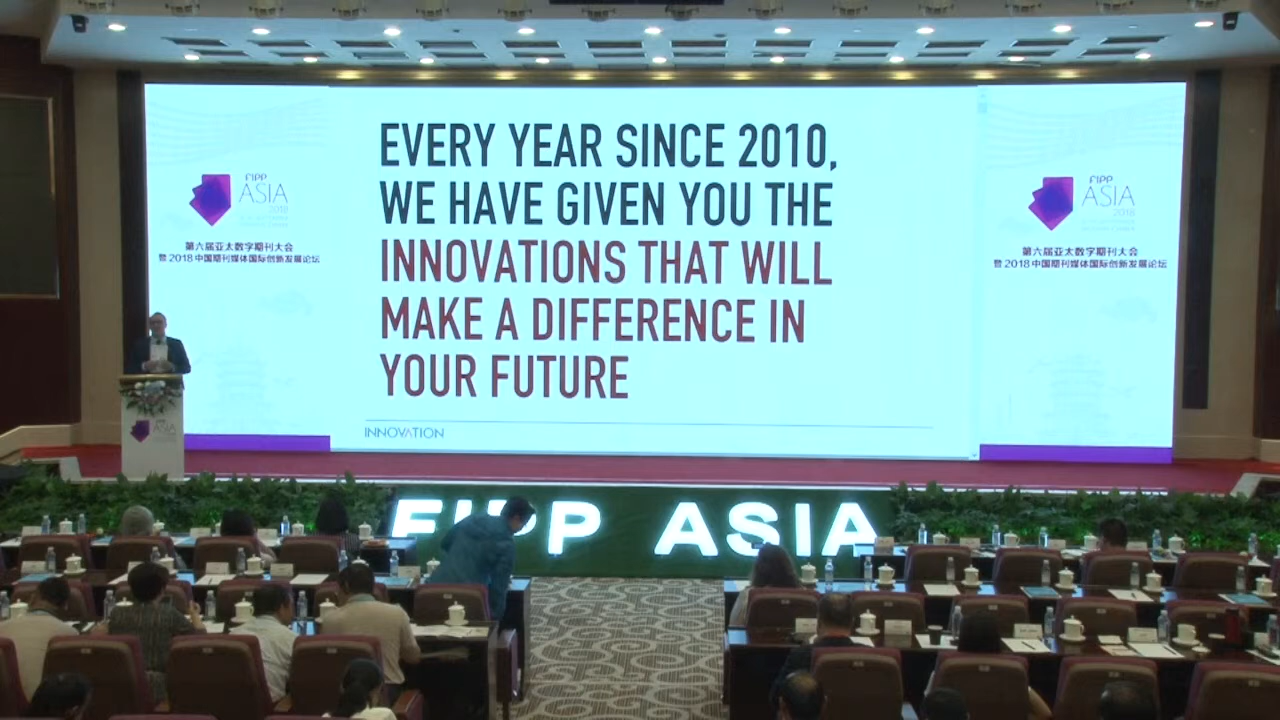 EVERY YEAR SINCE 2010,
WE HAVE GIVEN YOU THE
INNOVATIONS THAT WILL
MAKE A DIFFERENCE IN
YOUR FUTURE
INNOVATION
FIPP
ASIA
2018
第六届亚太数字期刊大会
暨2018中国期刊媒体国际创新发展论坛
FIPP
ASIA
2018
第六届亚太数字期刊大会
暨2018中国期刊媒体国际创新发展论坛
ASIA
FIPP ASIA